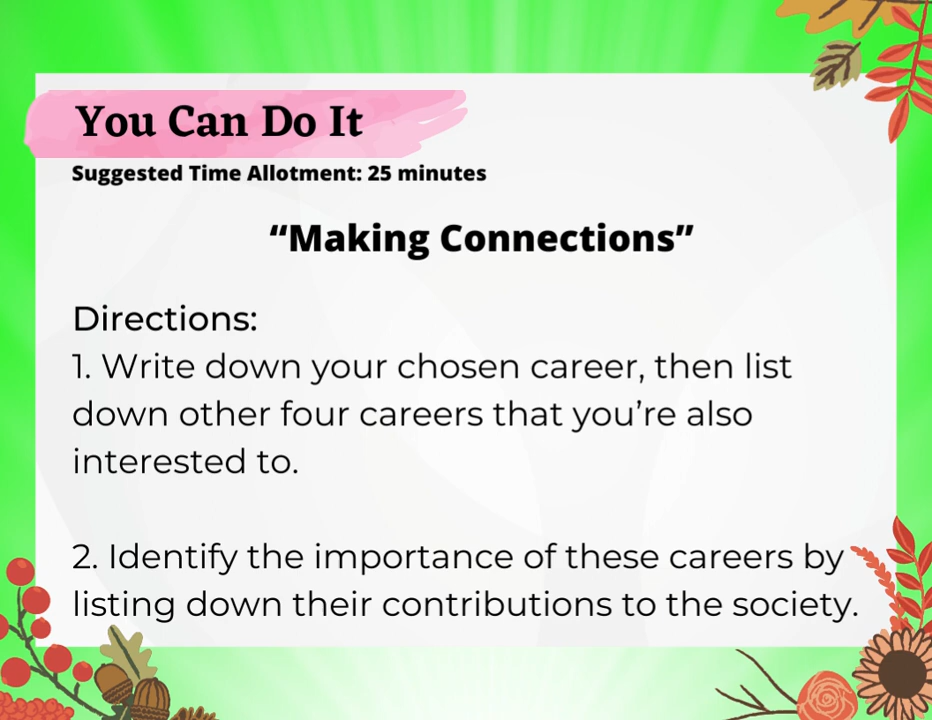 You Can Do It
Suggested Time Allotment: 25 minutes
“Making Connections”
Directions:
1. Write down your chosen career, then list
down other four careers that you’re also
interested to.
2. Identify the importance of these careers by
listing down their contributions to the society.